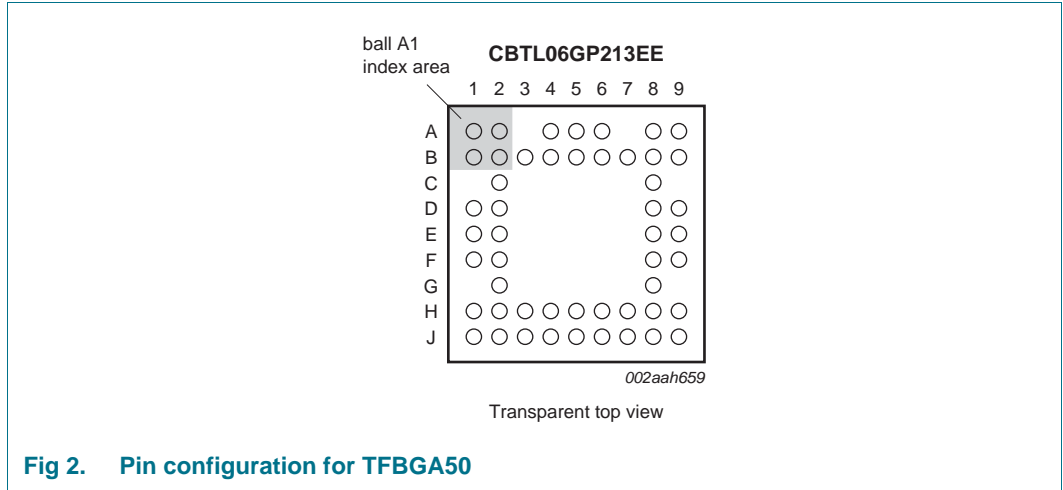 ball A1
index area
CBTL06GP213EE
1 2 3 4 5 6 7 8 9
A
B
C
D
E
F
G
H
J
002aah659
Transparent top view
Fig 2. Pin configuration for TFBGA50